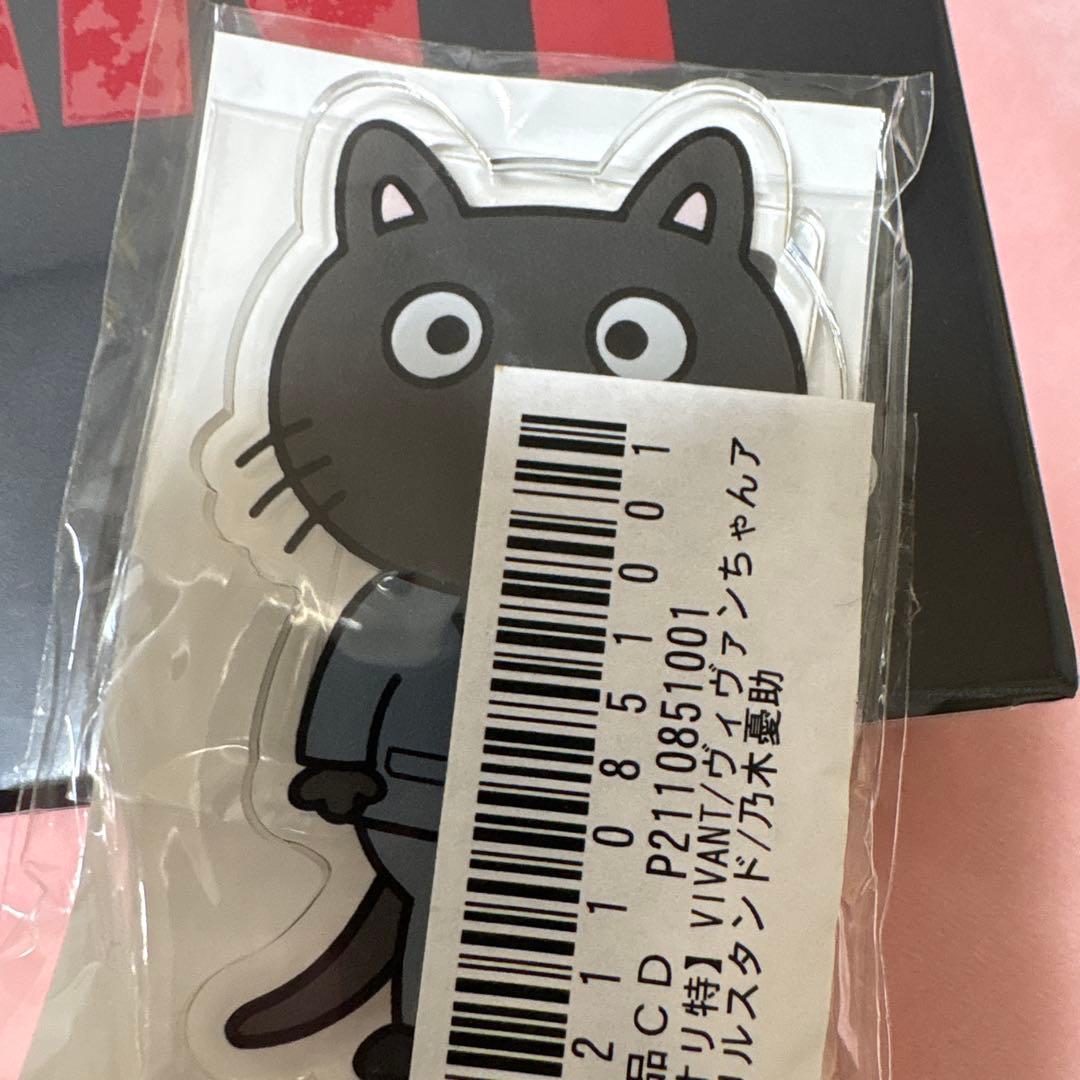 2110851001
品CD P2110851001
オリ特】VIVANT/ヴィヴァンちゃんア
ルスタンド/乃木憂助